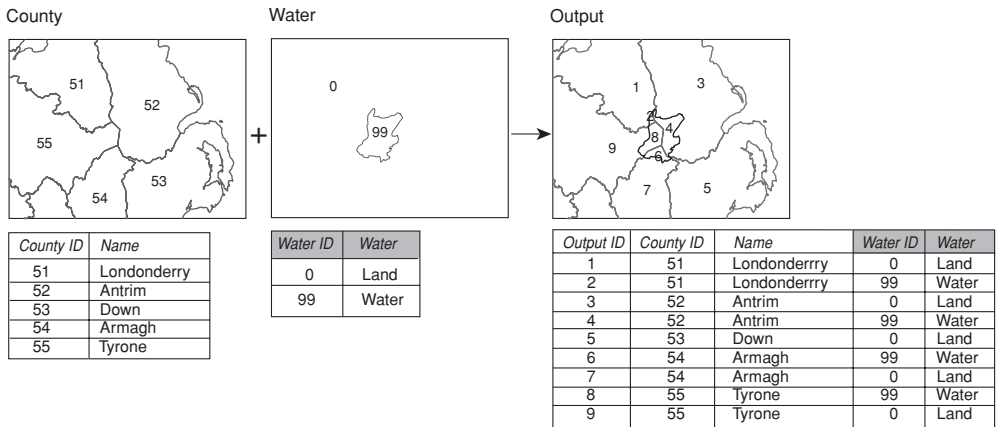 County
Water
Output
51
52
55
53
54
+
0
99
1
3
2
4
8
9
6
7
5
County ID Name
51 Londonderry
52 Antrim
53 Down
54 Armagh
55 Tyrone
Water ID Water
0 Land
99 Water
Output ID County ID Name Water ID Water
1 51 Londonderrry 0 Land
2 51 Londonderrry 99 Water
3 52 Antrim 0 Land
4 52 Antrim 99 Water
5 53 Down 0 Land
6 54 Armagh 99 Water
7 54 Armagh 0 Land
8 55 Tyrone 99 Water
9 55 Tyrone 0 Land